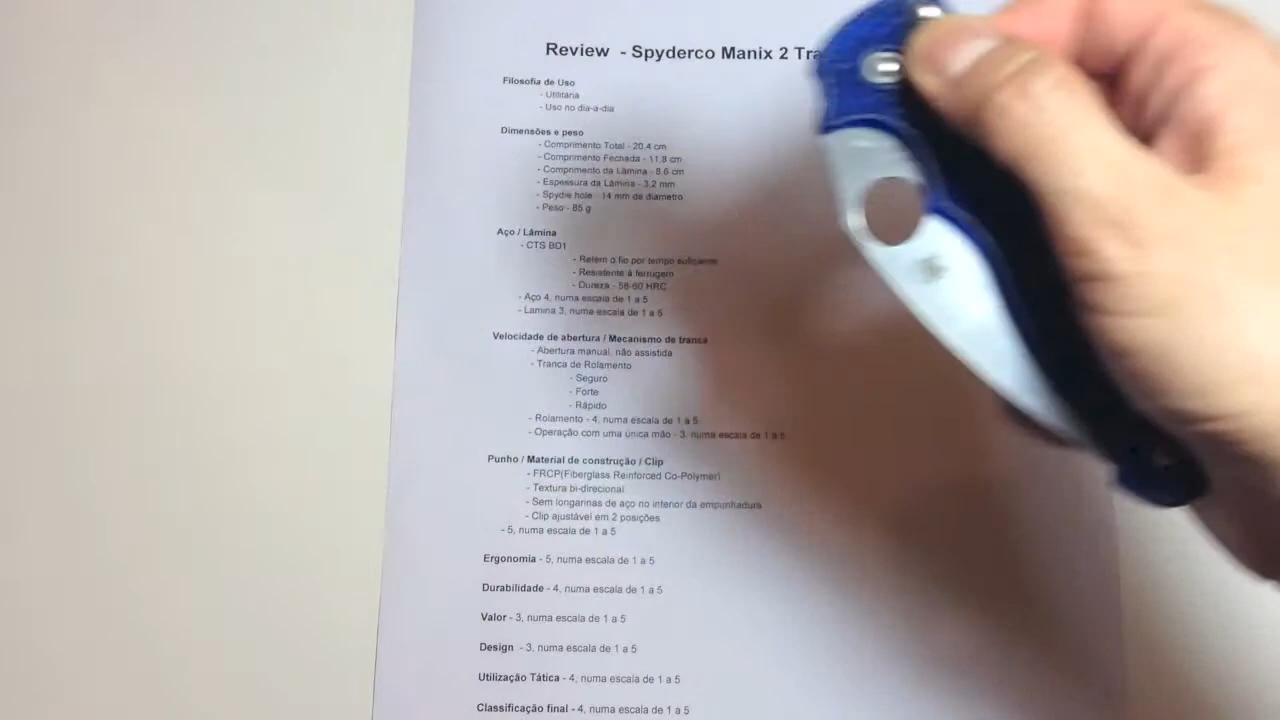 Review - Spyderco Manix 2 Tra
Filosofia de Uso
- Utilitária
- Uso no dia-a-dia
Dimensões e peso
- Comprimento Total - 20,4 cm
- Comprimento Fechada - 11,8 cm
- Comprimento da Lâmina - 8,6 cm
- Espessura da Lâmina - 3,2 mm
- Spydie hole - 14 mm de diametro
- Peso - 85 g
Aço / Lâmina
- CTS BD1
- Retem o fio por tempo suficiente
- Resistente à ferrugem
- Dureza - 58-60 HRC
- Aço 4, numa escala de 1 a 5
- Lamina 3, numa escala de 1 a 5
Velocidade de abertura / Mecanismo de tranca
- Abertura manual, não assistida
- Tranca de Rolamento
- Seguro
- Forte
- Rápido
- Rolamento - 4, numa escala de 1 a 5
- Operação com uma única mão - 3, numa escala de 1 a 5
Punho / Material de construção / Clip
- FRCP(Fiberglass Reinforced Co-Polymer)
- Textura bi-direcional
- Sem longarinas de aço no interior da empunhadura
- Clip ajustável em 2 posições
- 5, numa escala de 1 a 5
Ergonomia - 5, numa escala de 1 a 5
Durabilidade - 4, numa escala de 1 a 5
Valor - 3, numa escala de 1 a 5
Design - 3, numa escala de 1 a 5
Utilização Tática - 4, numa escala de 1 a 5
Classificação final - 4, numa escala de 1 a 5